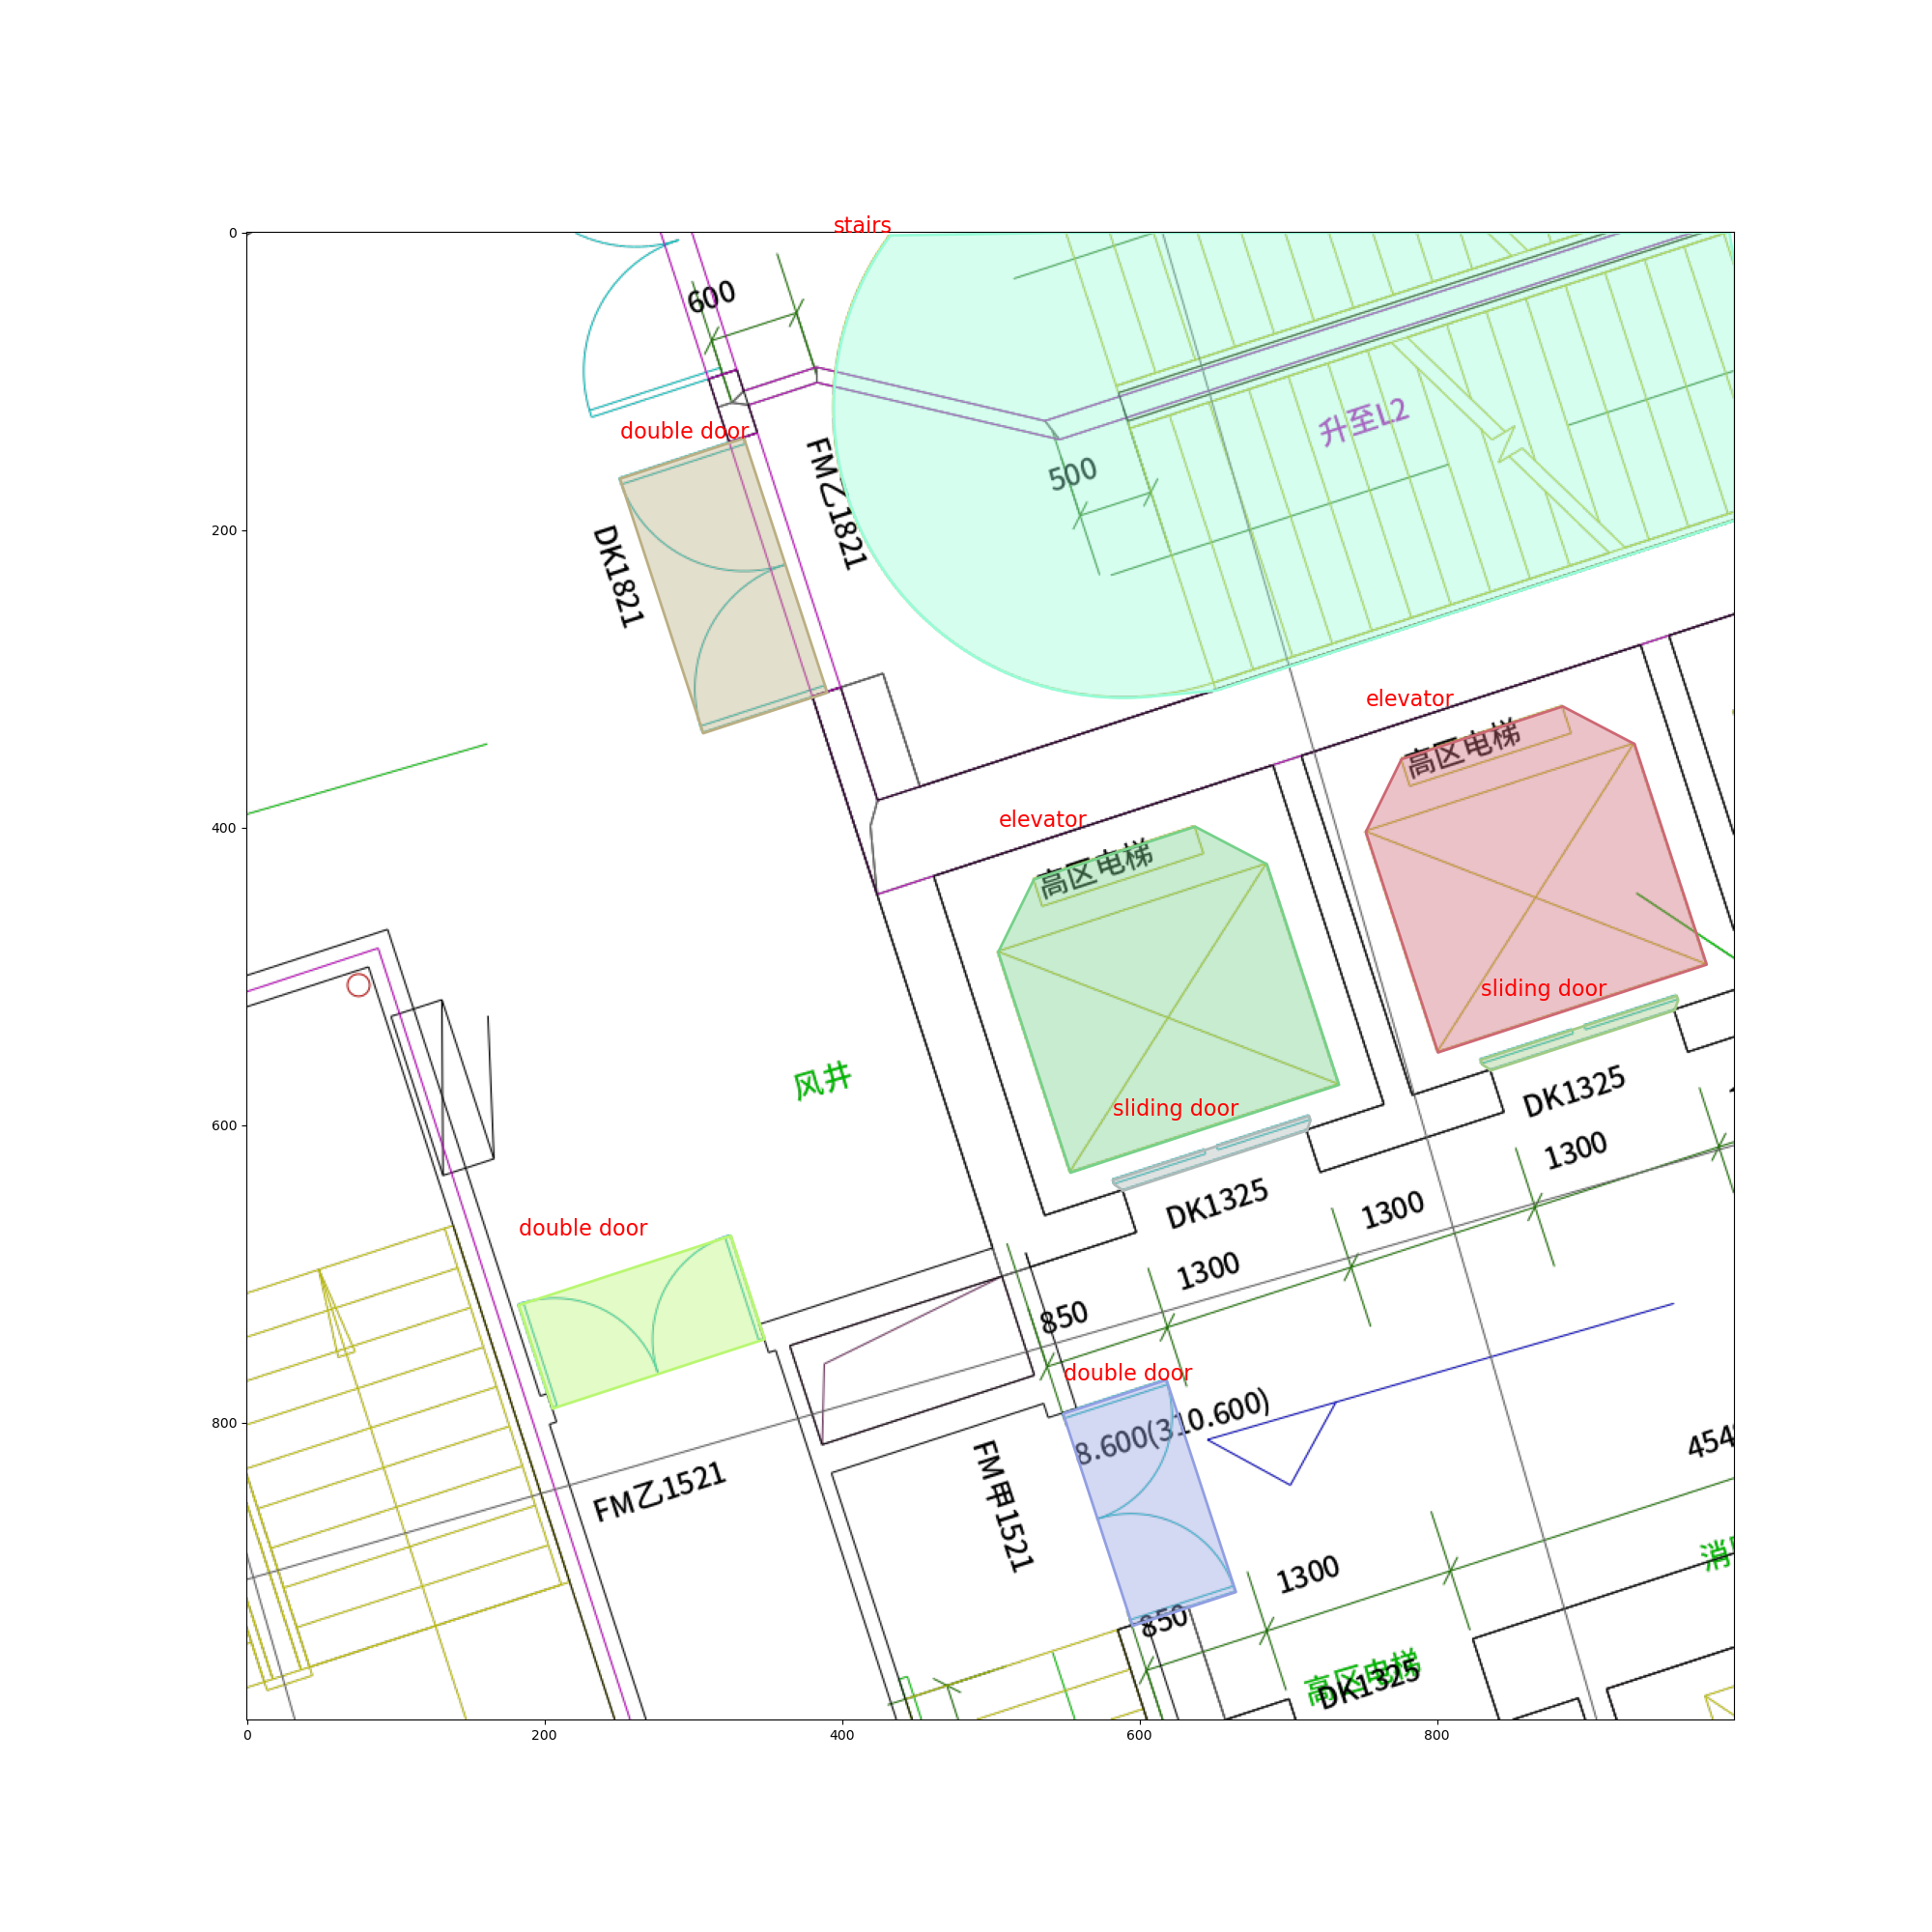 stairs
0
600
double door
升至L2
500
FM乙1821
200
DK1821
elevator
高区电梯
elevator
高区电梯
400
sliding door
风井
DK1325
sliding door
600
1300
DK1325
1300
double door
1300
850
double door
8.600(310.600)
800
454
FM甲1521
FM乙1521
1300
850
高区电梯
DK1325
0
200
400
600
800